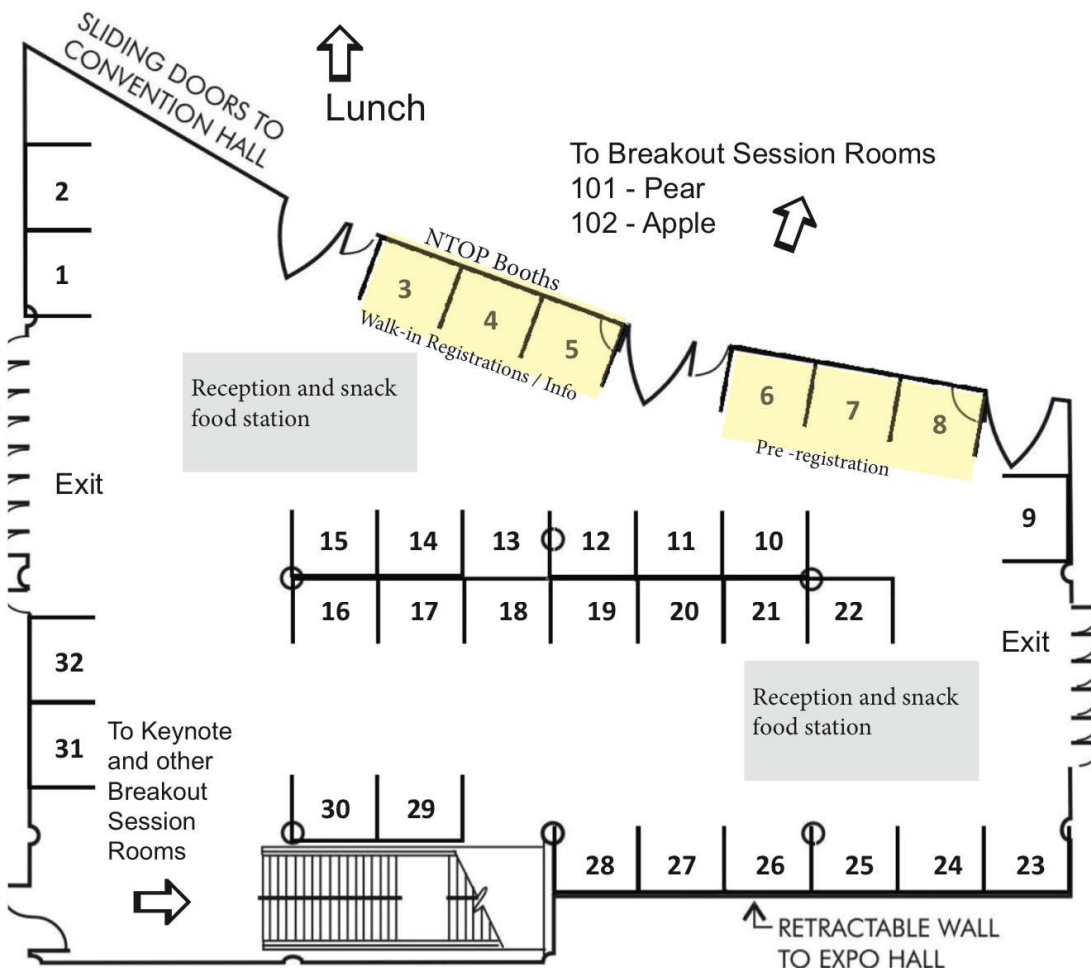 SLIDING DOORS TO
CONVENTION HALL
Lunch
To Breakout Session Rooms
101 - Pear
102 - Apple
2
1
NTOP Booths
3 4 5
Walk-in Registrations / Info
6 7 8
Pre -registration
Reception and snack
food station
Exit
9
15 14 13 12 11 10
16 17 18 19 20 21 22
Exit
32
31
Reception and snack
food station
To Keynote
and other
Breakout
Session
Rooms
30 29
28 27 26 25 24 23
RETRACTABLE WALL
TO EXPO HALL